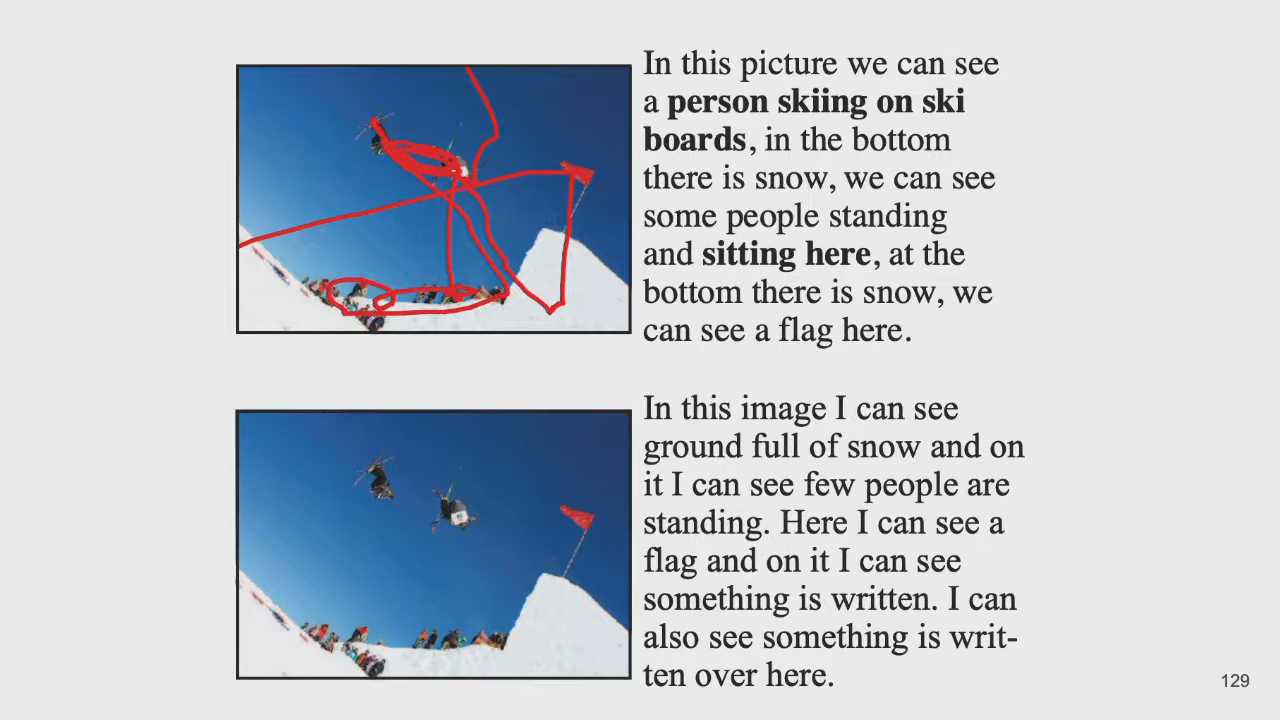 In this picture we can see
a person skiing on ski
boards, in the bottom
there is snow, we can see
some people standing
and sitting here, at the
bottom there is snow, we
can see a flag here.
In this image I can see
ground full of snow and on
it I can see few people are
standing. Here I can see a
flag and on it I can see
something is written. I can
also see something is writ-
ten over here.
129